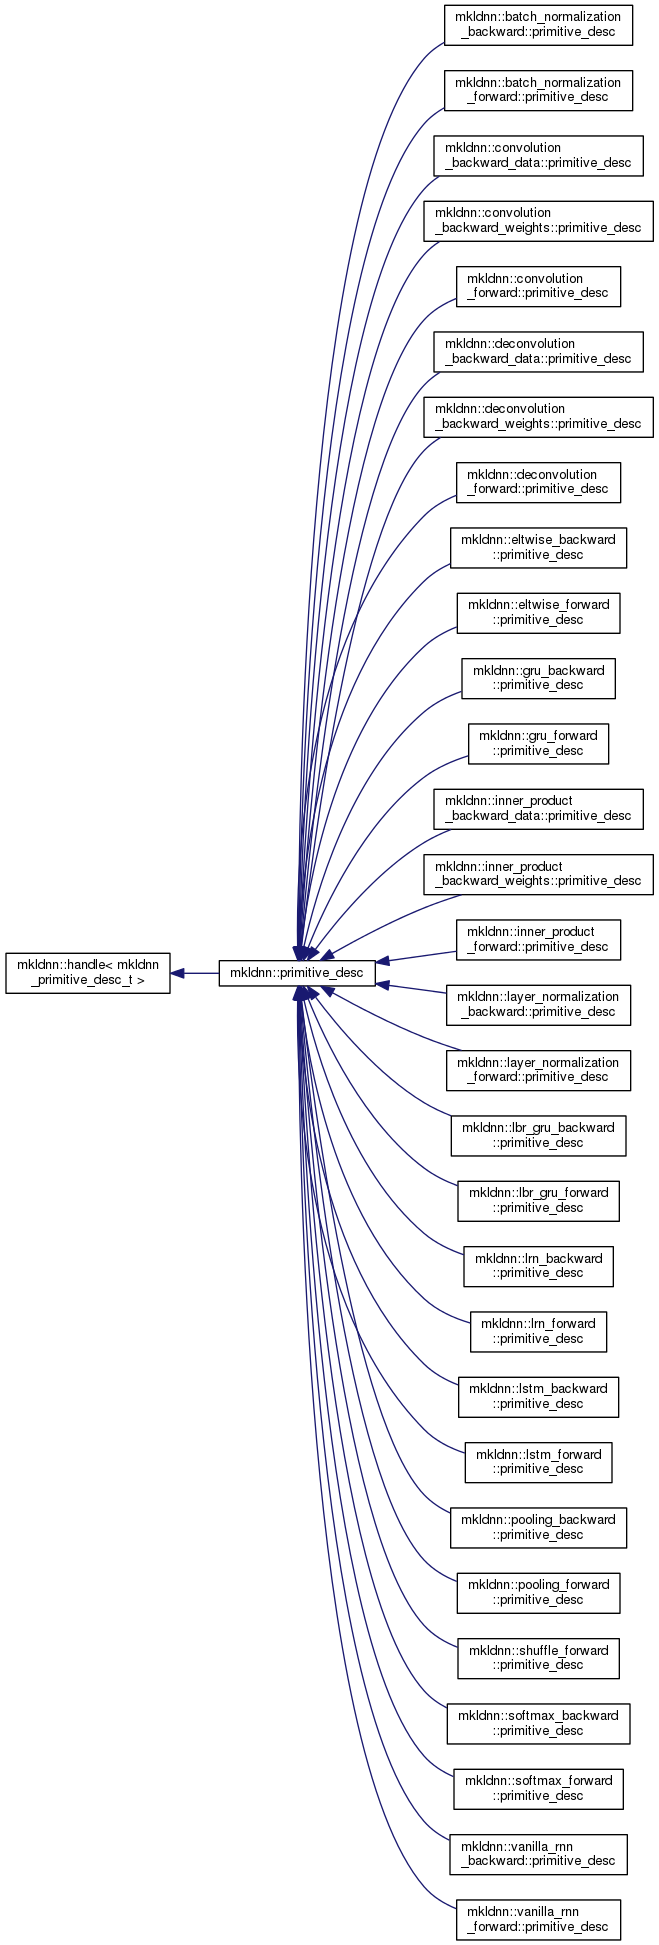 mkldnn::batch_normalization
_backward::primitive_desc
mkldnn::batch_normalization
_forward::primitive_desc
mkldnn::convolution
_backward_data::primitive_desc
mkldnn::convolution
_backward_weights::primitive_desc
mkldnn::convolution
_forward::primitive_desc
mkldnn::deconvolution
_backward_data::primitive_desc
mkldnn::deconvolution
_backward_weights::primitive_desc
mkldnn::deconvolution
_forward::primitive_desc
mkldnn::eltwise_backward
::primitive_desc
mkldnn::eltwise_forward
::primitive_desc
mkldnn::gru_backward
::primitive_desc
mkldnn::gru_forward
::primitive_desc
mkldnn::inner_product
_backward_data::primitive_desc
mkldnn::inner_product
_backward_weights::primitive_desc
mkldnn::inner_product
_forward::primitive_desc
mkldnn::handle< mkldnn
_primitive_desc_t >
mkldnn::primitive_desc
mkldnn::layer_normalization
_backward::primitive_desc
mkldnn::layer_normalization
_forward::primitive_desc
mkldnn::lbr_gru_backward
::primitive_desc
mkldnn::lbr_gru_forward
::primitive_desc
mkldnn::lrn_backward
::primitive_desc
mkldnn::lrn_forward
::primitive_desc
mkldnn::lstm_backward
::primitive_desc
mkldnn::lstm_forward
::primitive_desc
mkldnn::pooling_backward
::primitive_desc
mkldnn::pooling_forward
::primitive_desc
mkldnn::shuffle_forward
::primitive_desc
mkldnn::softmax_backward
::primitive_desc
mkldnn::softmax_forward
::primitive_desc
mkldnn::vanilla_rnn
_backward::primitive_desc
mkldnn::vanilla_rnn
_forward::primitive_desc